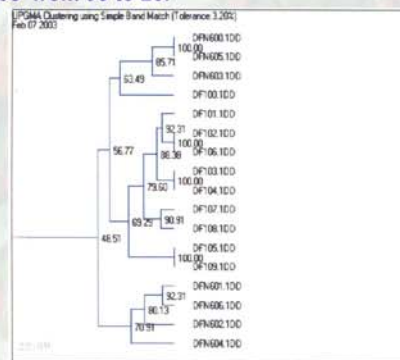 UPGMA Clustering using Simple Band Match (Tolerance 3.20%)
Feb 07 2003
DFN600.1DD
100.00
DFN605.1DD
85.71
DFN603.1DD
63.49
DF100.1DD
DF101.1DD
92.31
DF102.1DD
100.00
56.77
DF106.1DD
86.38
DF103.1DD
79.60
100.00
DF104.1DD
DF107.1DD
69.25
90.91
DF108.1DD
48.51
DF105.1DD
100.00
DF109.1DD
DFN601.1DD
92.31
DFN606.1DD
80.13
DFN602.1DD
70.91
DFN604.1DD